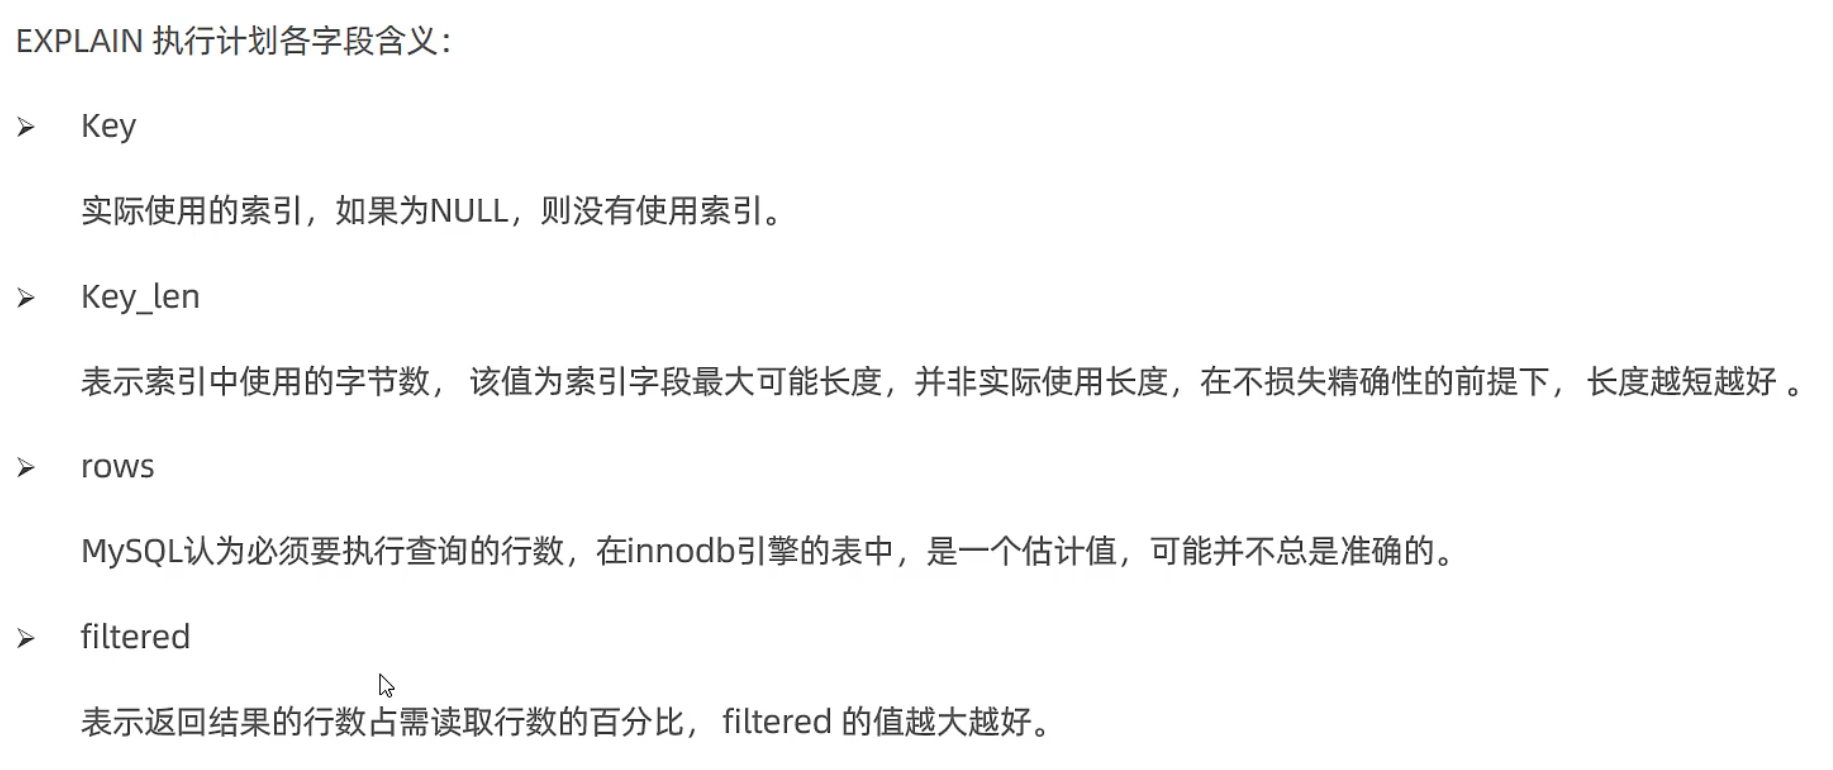 EXPLAIN 执行计划各字段含义：
➢ Key
实际使用的索引，如果为NULL，则没有使用索引。
➢ Key_len
表示索引中使用的字节数， 该值为索引字段最大可能长度，并非实际使用长度，在不损失精确性的前提下， 长度越短越好 。
➢ rows
MySQL认为必须要执行查询的行数，在innodb引擎的表中，是一个估计值，可能并不总是准确的。
➢ filtered
表示返回结果的行数占需读取行数的百分比， filtered 的值越大越好。